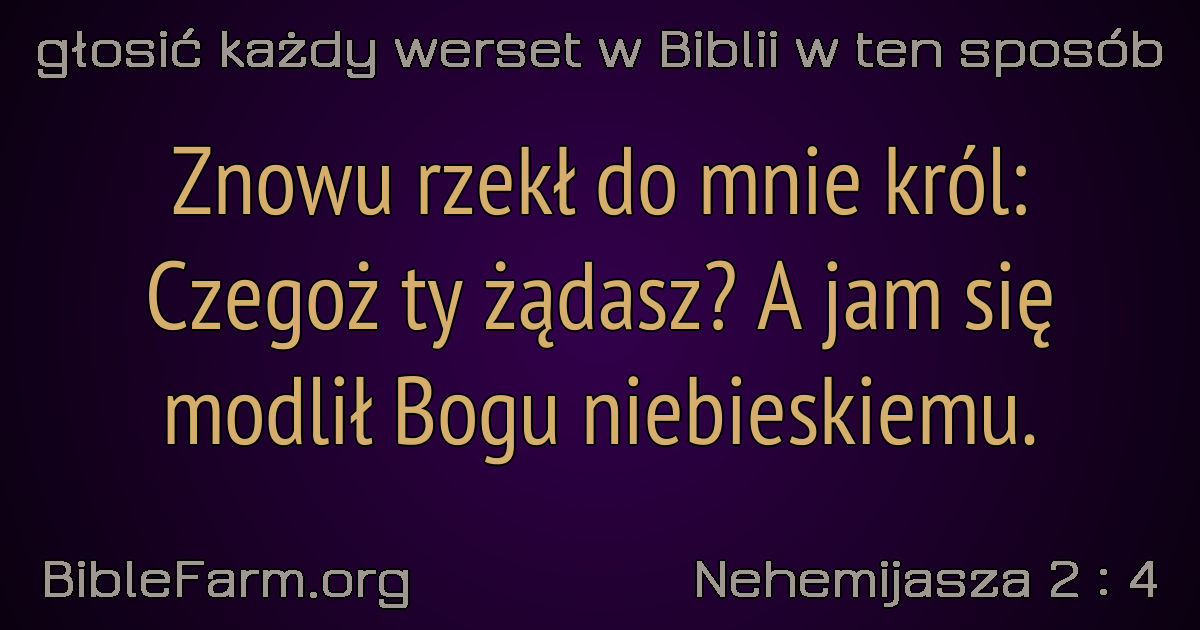 głosić każdy werset w Biblii w ten sposób
Znowu rzekł do mnie król:
Czegoż ty żądasz? A jam się
modlił Bogu niebieskiemu.
BibleFarm.org
Nehemijasza 2 : 4